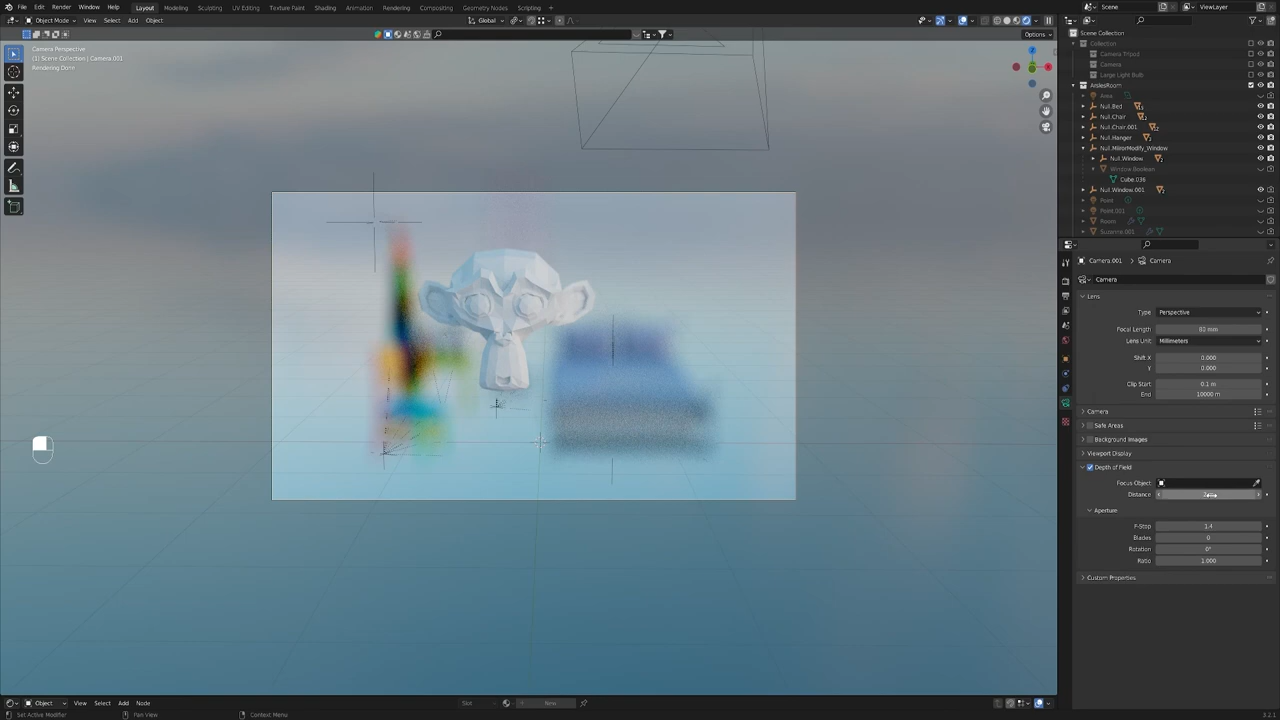 File Edit Render Window Help Layout Modeling Sculpting UV Editing Texture Paint Shading Animation Rendering Compositing Geometry Nodes Scripting Scene ViewLayer
Object Mode View Select Add Object Global
Options
Camera Perspective
(1) Scene Collection | Camera.001
Rendering Done
Scene Collection
Collection
Camera Tripod
Camera
Large Light Bulb
Area
Null.Bed
Null.Chair
Null.Chair.001
Null.Hanger
Null.MirrorModify_Window
Null.Window
Window.Boolean
Cube.036
Null.Window.001
Point
Point.001
Room
Suzanne.001
Camera.001 Camera
Camera
Lens
Type Perspective
Focal Length 80 mm
Lens Unit Millimeters
Shift X 0.000
Y 0.000
Clip Start 0.1 m
End 10000 m
Camera
Safe Areas
Background Images
Viewport Display
Depth of Field
Focus Object
Distance
Aperture
F-Stop 1.4
Blades 0
Rotation 0°
Ratio 1.000
Custom Properties
Object View Select Add Node Slot New
Set Active Modifier Pan View Context Menu 3.2.1